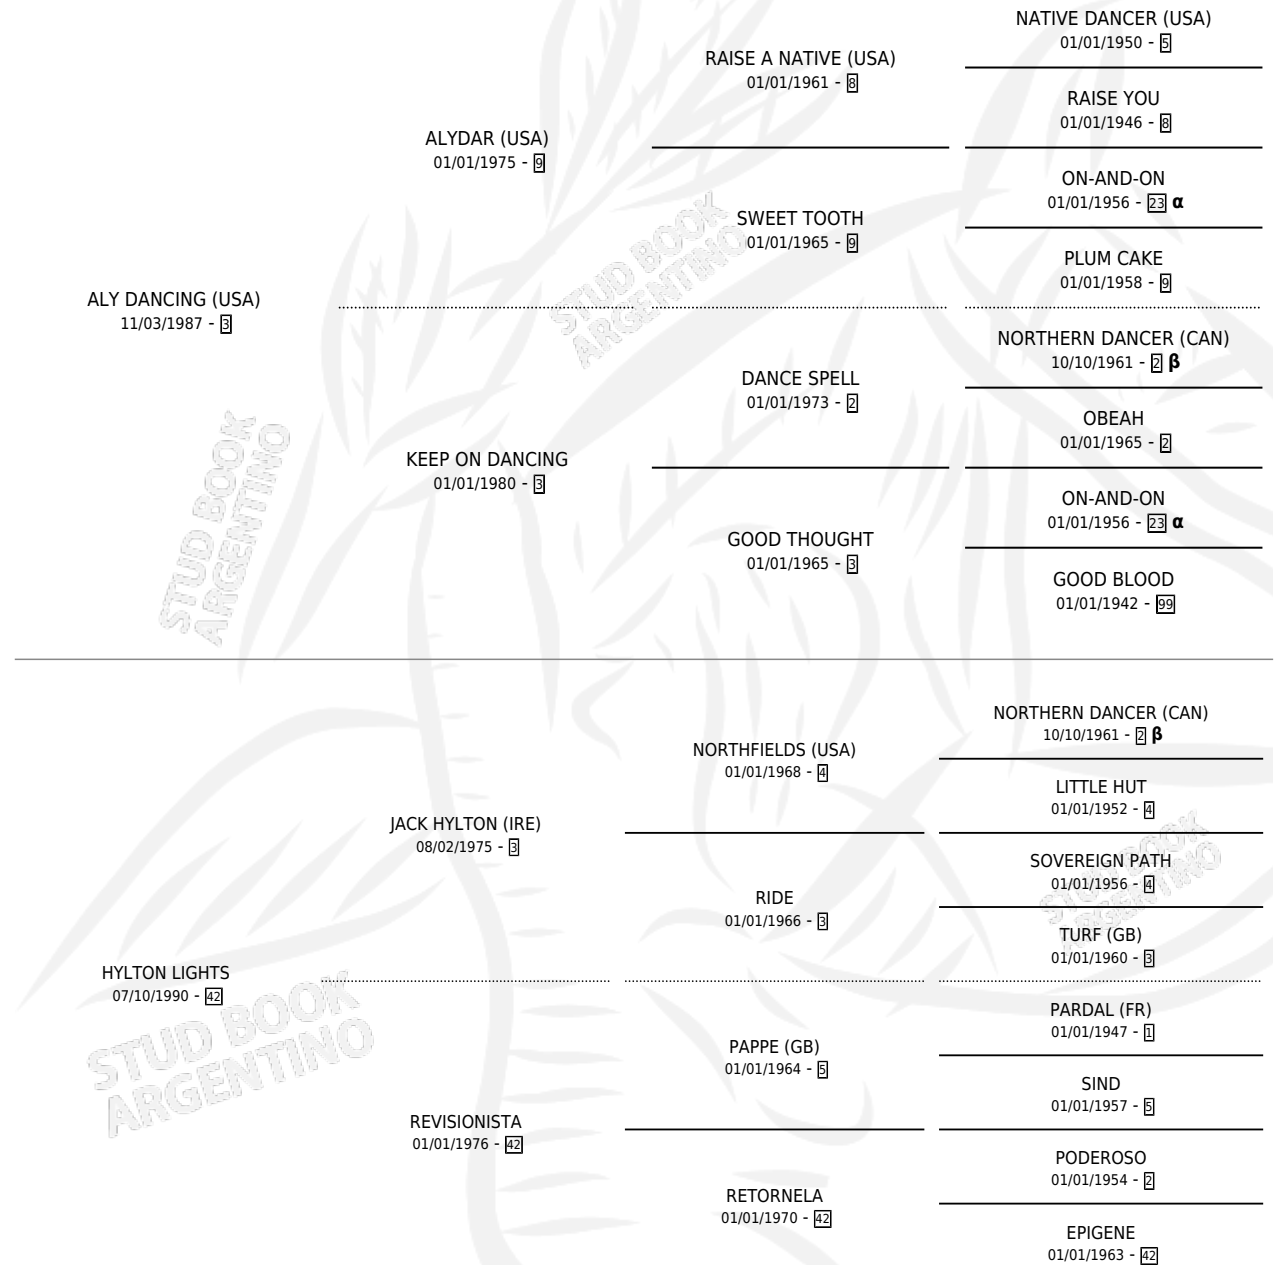 NATIVE DANCER (USA)
01/01/1950 - 5
RAISE A NATIVE (USA)
01/01/1961 - 8
RAISE YOU
01/01/1946 - 8
ALYDAR (USA)
01/01/1975 - 9
ON-AND-ON
01/01/1956 - 23 α
SWEET TOOTH
01/01/1965 - 9
PLUM CAKE
01/01/1958 - 9
ALY DANCING (USA)
11/03/1987 - 3
NORTHERN DANCER (CAN)
10/10/1961 - 2 β
DANCE SPELL
01/01/1973 - 2
OBEAH
01/01/1965 - 2
KEEP ON DANCING
01/01/1980 - 3
ON-AND-ON
01/01/1956 - 23 α
GOOD THOUGHT
01/01/1965 - 3
GOOD BLOOD
01/01/1942 - 99
NORTHERN DANCER (CAN)
10/10/1961 - 2 β
NORTHFIELDS (USA)
01/01/1968 - 4
LITTLE HUT
01/01/1952 - 4
JACK HYLTON (IRE)
08/02/1975 - 3
SOVEREIGN PATH
01/01/1956 - 4
RIDE
01/01/1966 - 3
TURF (GB)
01/01/1960 - 3
HYLTON LIGHTS
07/10/1990 - 42
PARDAL (FR)
01/01/1947 - 1
PAPPE (GB)
01/01/1964 - 5
SIND
01/01/1957 - 5
REVISIONISTA
01/01/1976 - 42
PODEROSO
01/01/1954 - 2
RETORNELA
01/01/1970 - 42
EPIGENE
01/01/1963 - 42
STUD BOOK
ARGENTINO
STUD BOOK
ARGENTINO
STUD BOOK
ARGENTINO
STUD BOOK
ARGENTINO